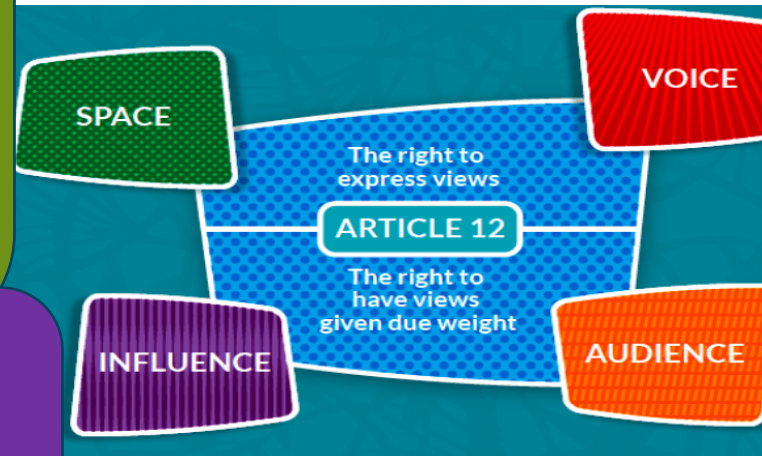 SPACE
VOICE
The right to
express views
ARTICLE 12
The right to
have views
given due weight
INFLUENCE
AUDIENCE